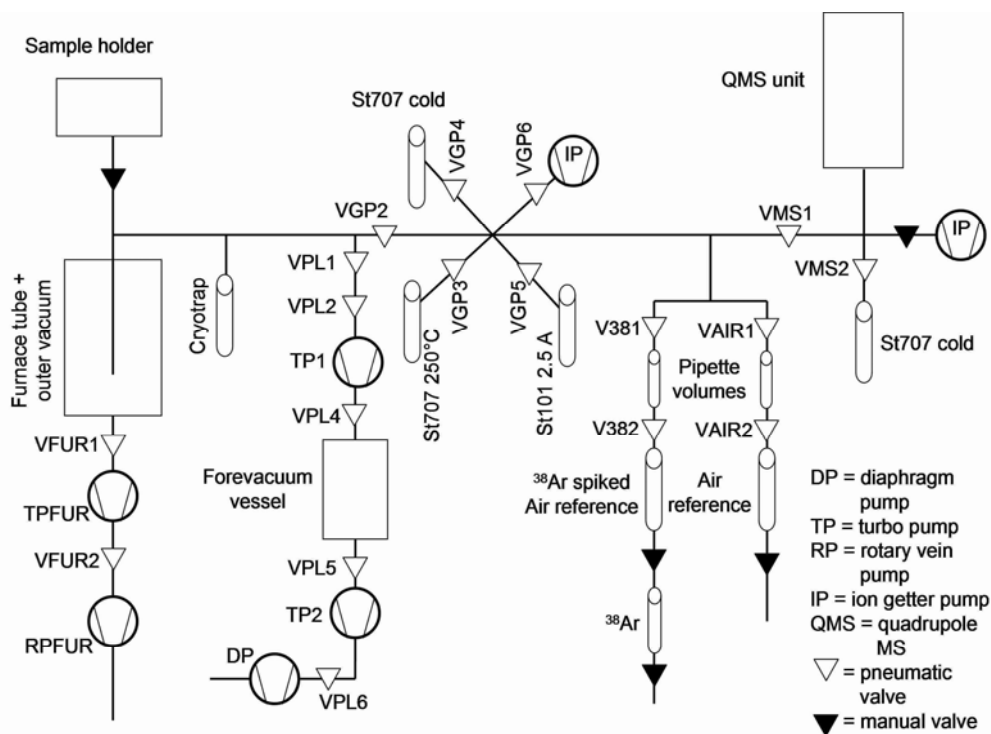 Sample holder
QMS unit
St707 cold
VGP4
VGP6
IP
VGP2
VMS1
IP
VPL1
VMS2
Furnace tube +
outer vacuum
Cryotrap
VPL2
VGP3
VGP5
St707 250°C
St101 2.5 A
V381
VAIR1
St707 cold
TP1
Pipette
volumes
VPL4
V382
VAIR2
VFUR1
Forevacuum
vessel
³⁸Ar spiked
Air reference
Air
reference
TPFUR
VFUR2
VPL5
TP2
RPFUR
DP
VPL6
³⁸Ar
DP = diaphragm
pump
TP = turbo pump
RP = rotary vein
pump
IP = ion getter pump
QMS = quadrupole
MS
= pneumatic
valve
= manual valve